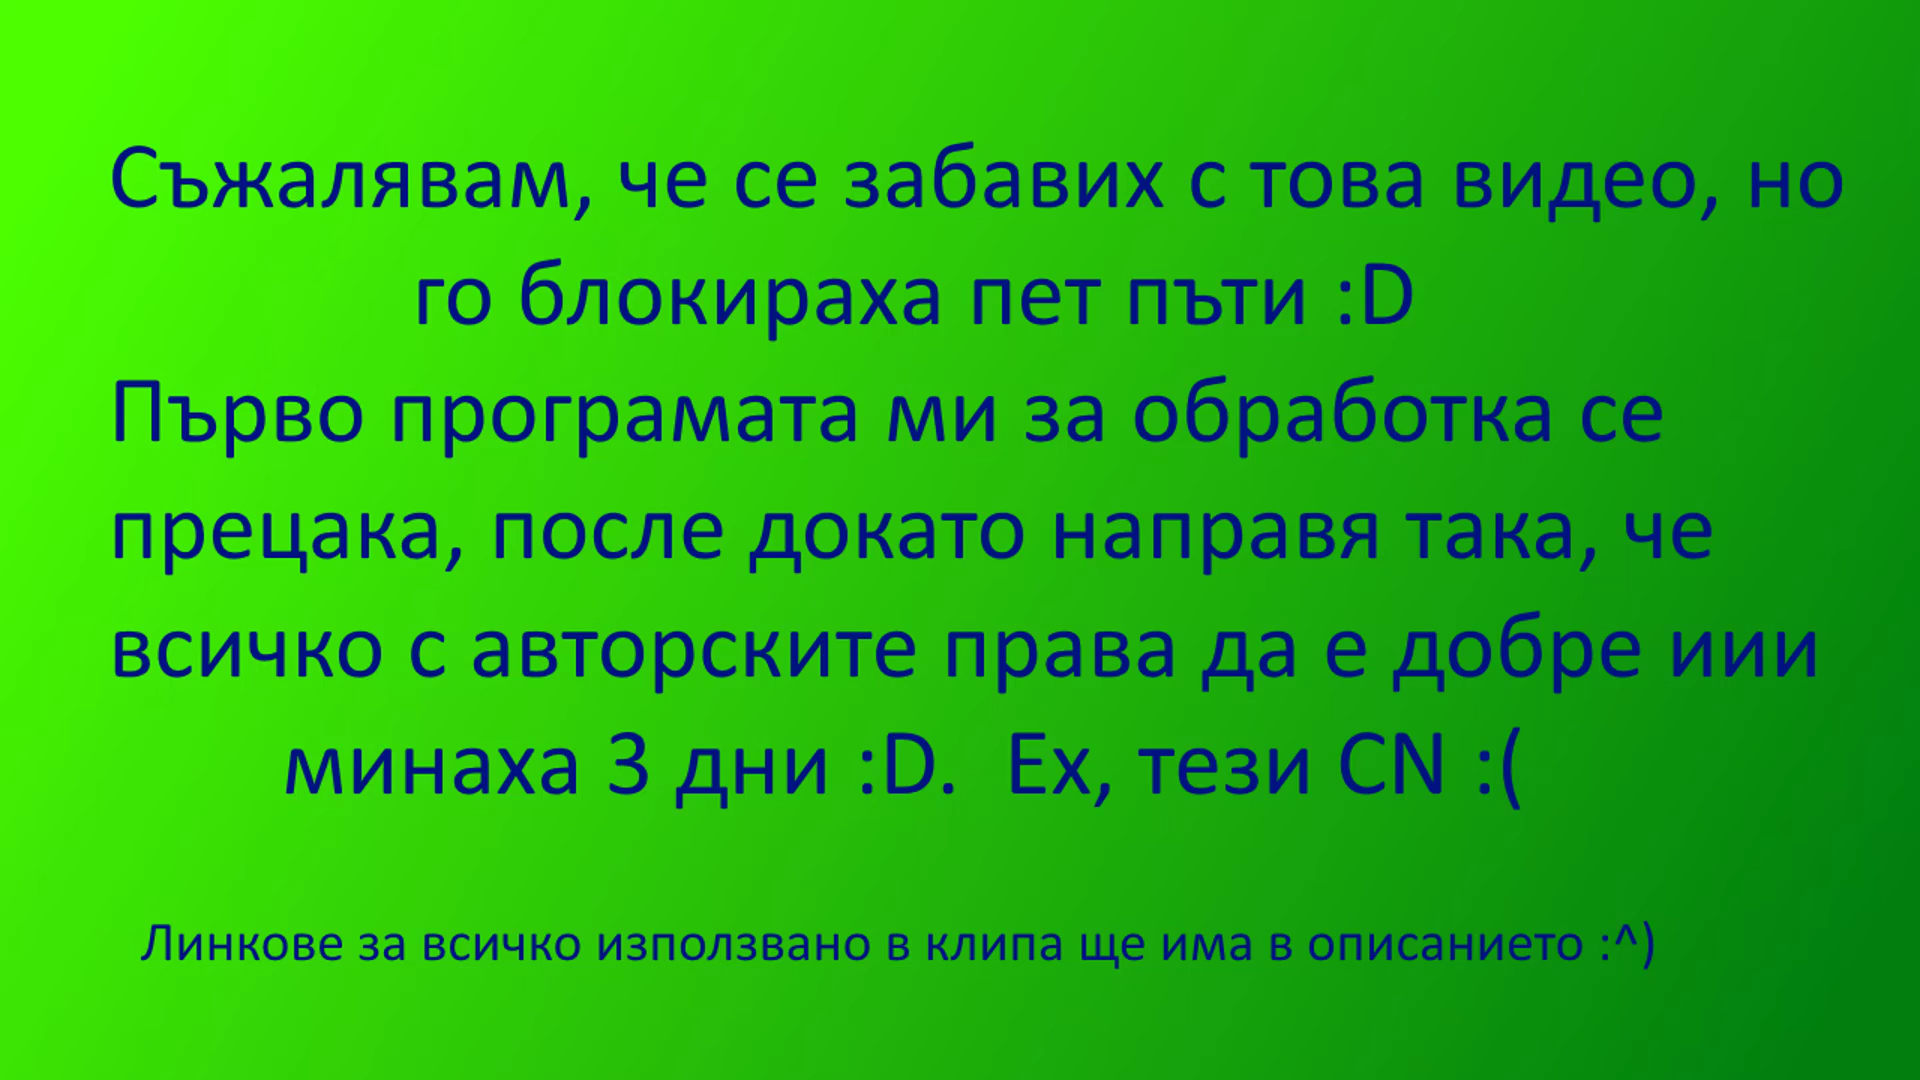 Съжалявам, че се забавих с това видео, но
го блокираха пет пъти :D
Първо програмата ми за обработка се
прецака, после докато направя така, че
всичко с авторските права да е добре иии
минаха 3 дни :D.  Ех, тези CN :(
Линкове за всичко използвано в клипа ще има в описанието :^)